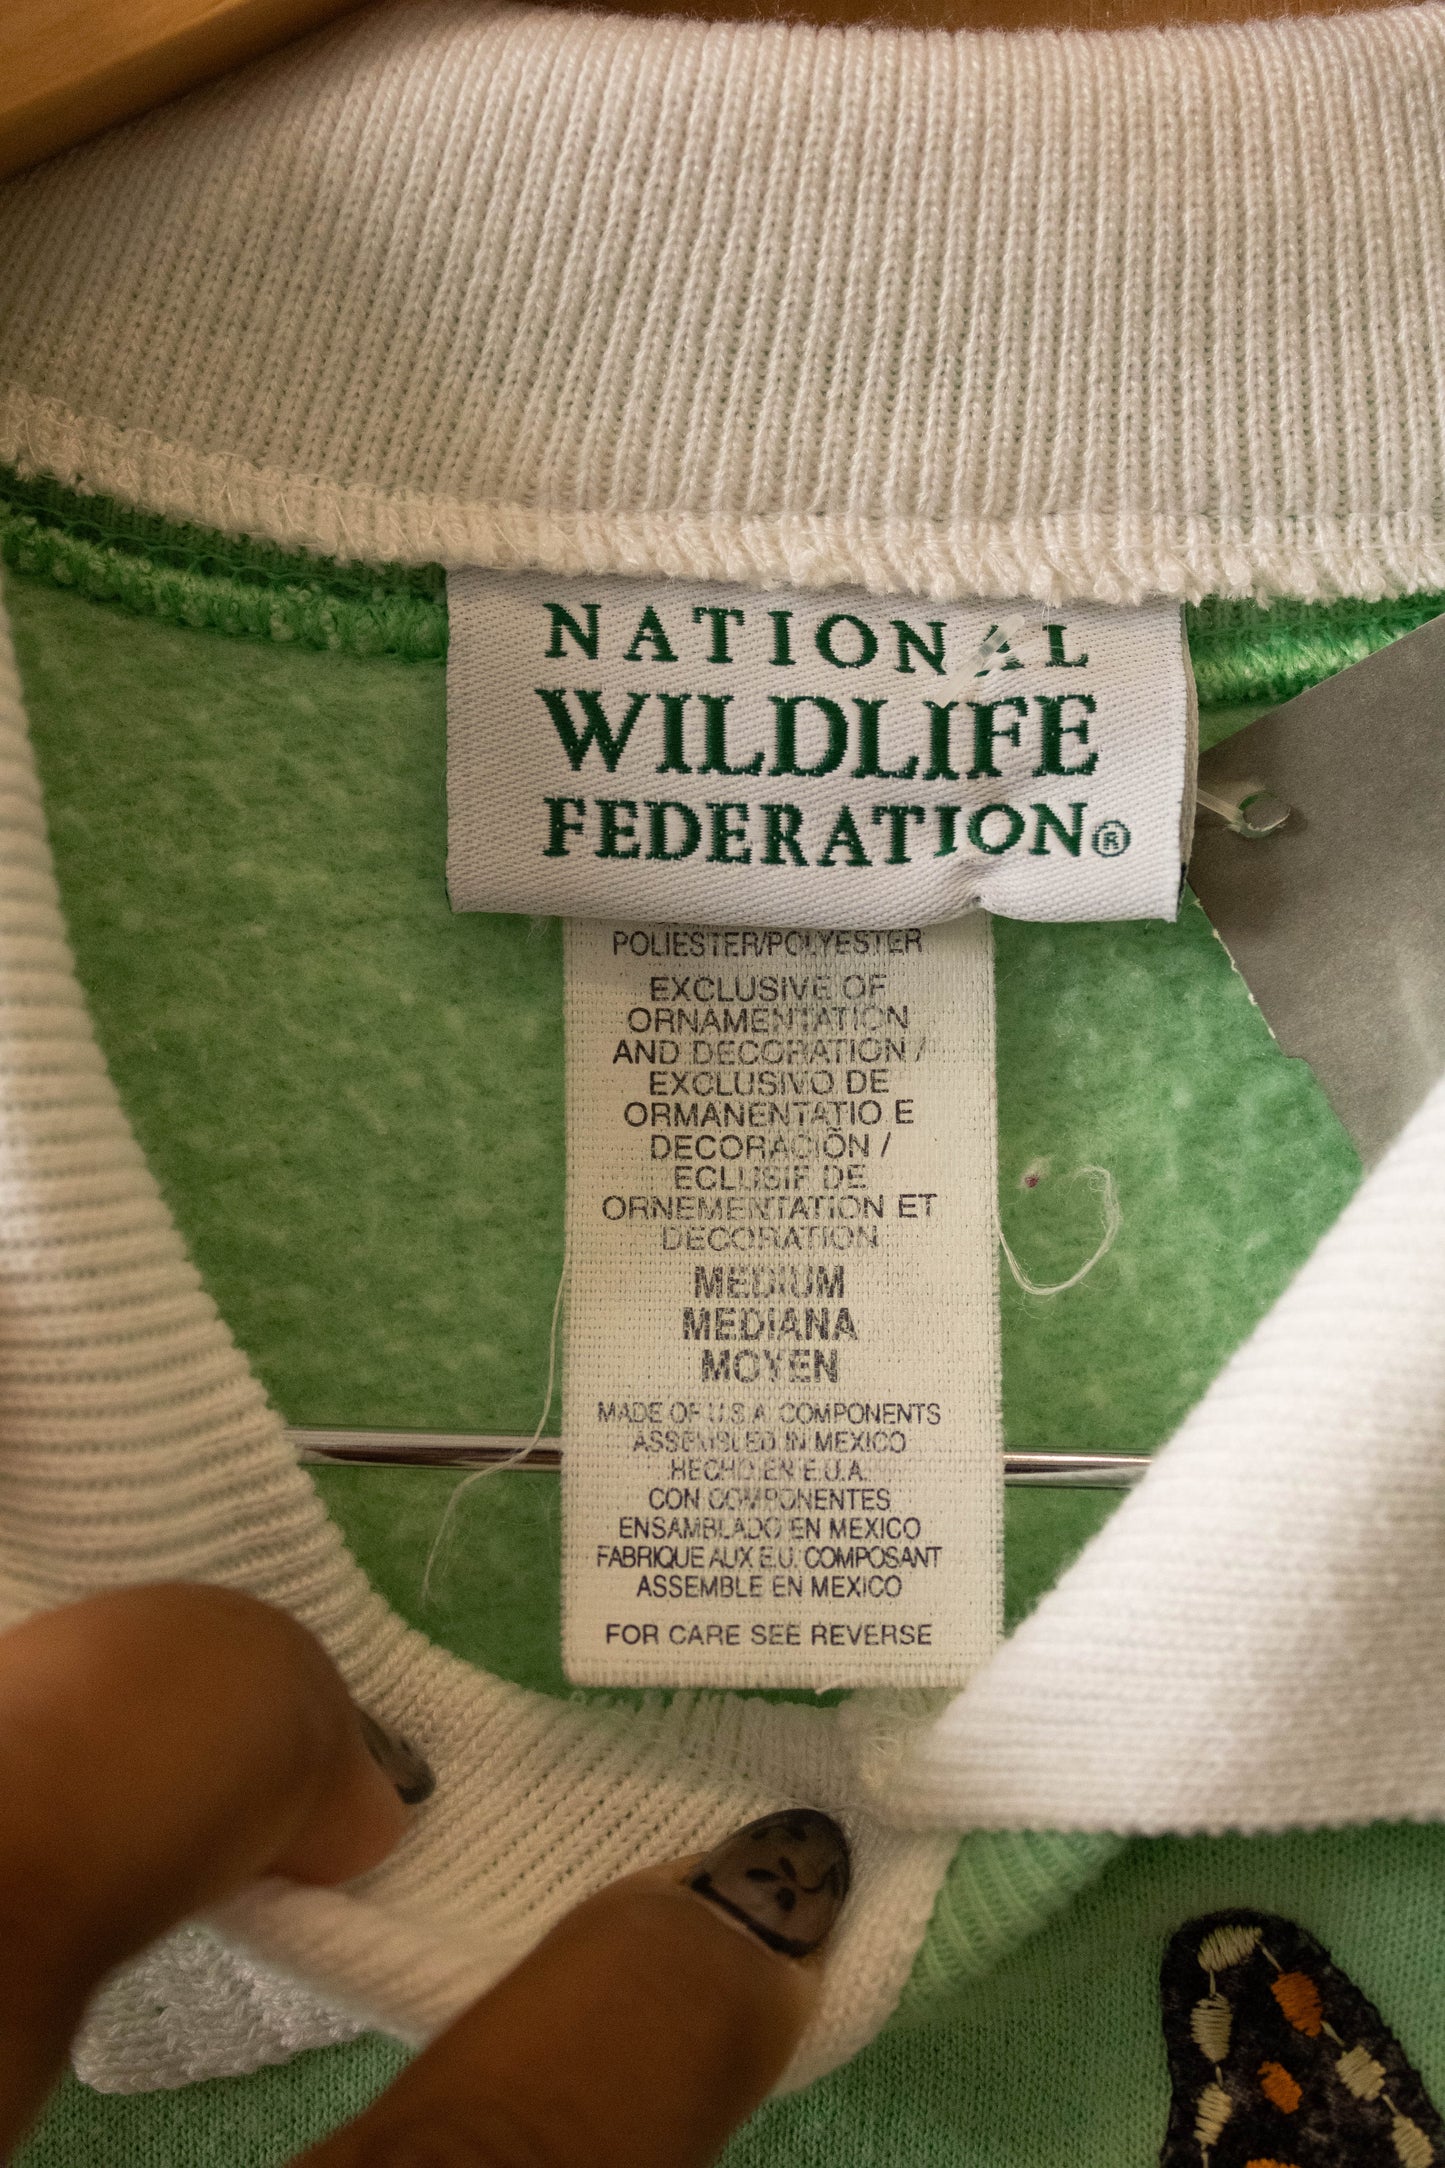 NATIONAL
WILDLIFE
FEDERATION®
POLIESTER/POLYESTER
EXCLUSIVE OF
ORNAMENTATION
AND DECORATION /
EXCLUSIVO DE
ORMANENTATIO E
DECORACIÕN /
ECLLISIF DE
ORNEMENTATION ET
DECORATION
MEDIUM
MEDIANA
MOYEN
MADE OF U.S.A. COMPONENTS
ASSEMBLED IN MEXICO
HECHO EN E.U.A.
CON COMPONENTES
ENSAMBLADO EN MEXICO
FABRIQUE AUX E.U. COMPOSANT
ASSEMBLE EN MEXICO
FOR CARE SEE REVERSE